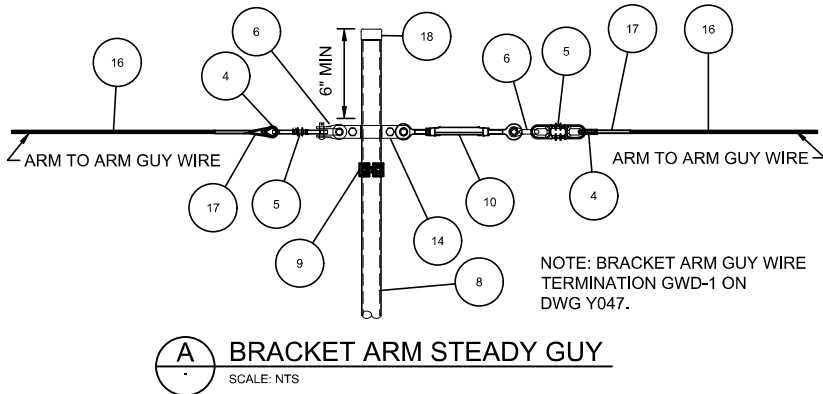 6
18
5
17
16
16
4
6
6" MIN
ARM TO ARM GUY WIRE
ARM TO ARM GUY WIRE
17
5
10
4
9
14
8
NOTE: BRACKET ARM GUY WIRE
TERMINATION GWD-1 ON
DWG Y047.
A
-
BRACKET ARM STEADY GUY
SCALE: NTS